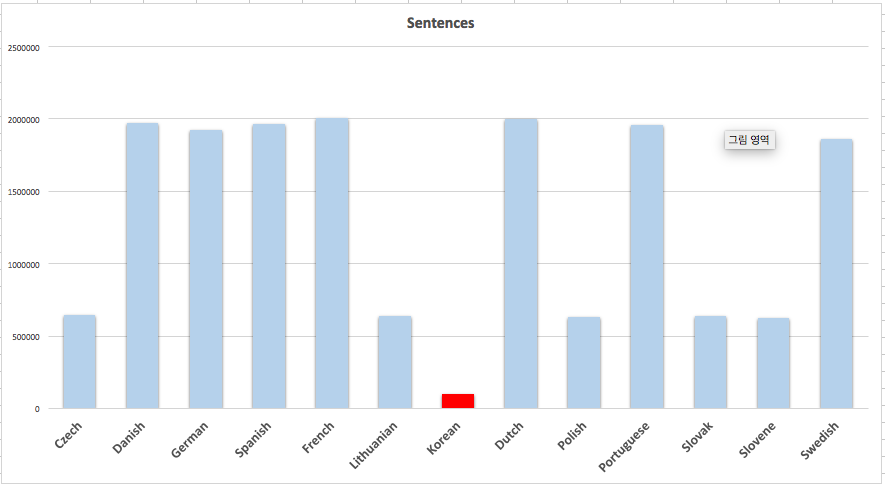 Sentences
2500000
2000000
1500000
1000000
500000
0
그림 영역
Czech
Danish
German
Spanish
French
Lithuanian
Korean
Dutch
Polish
Portuguese
Slovak
Slovene
Swedish